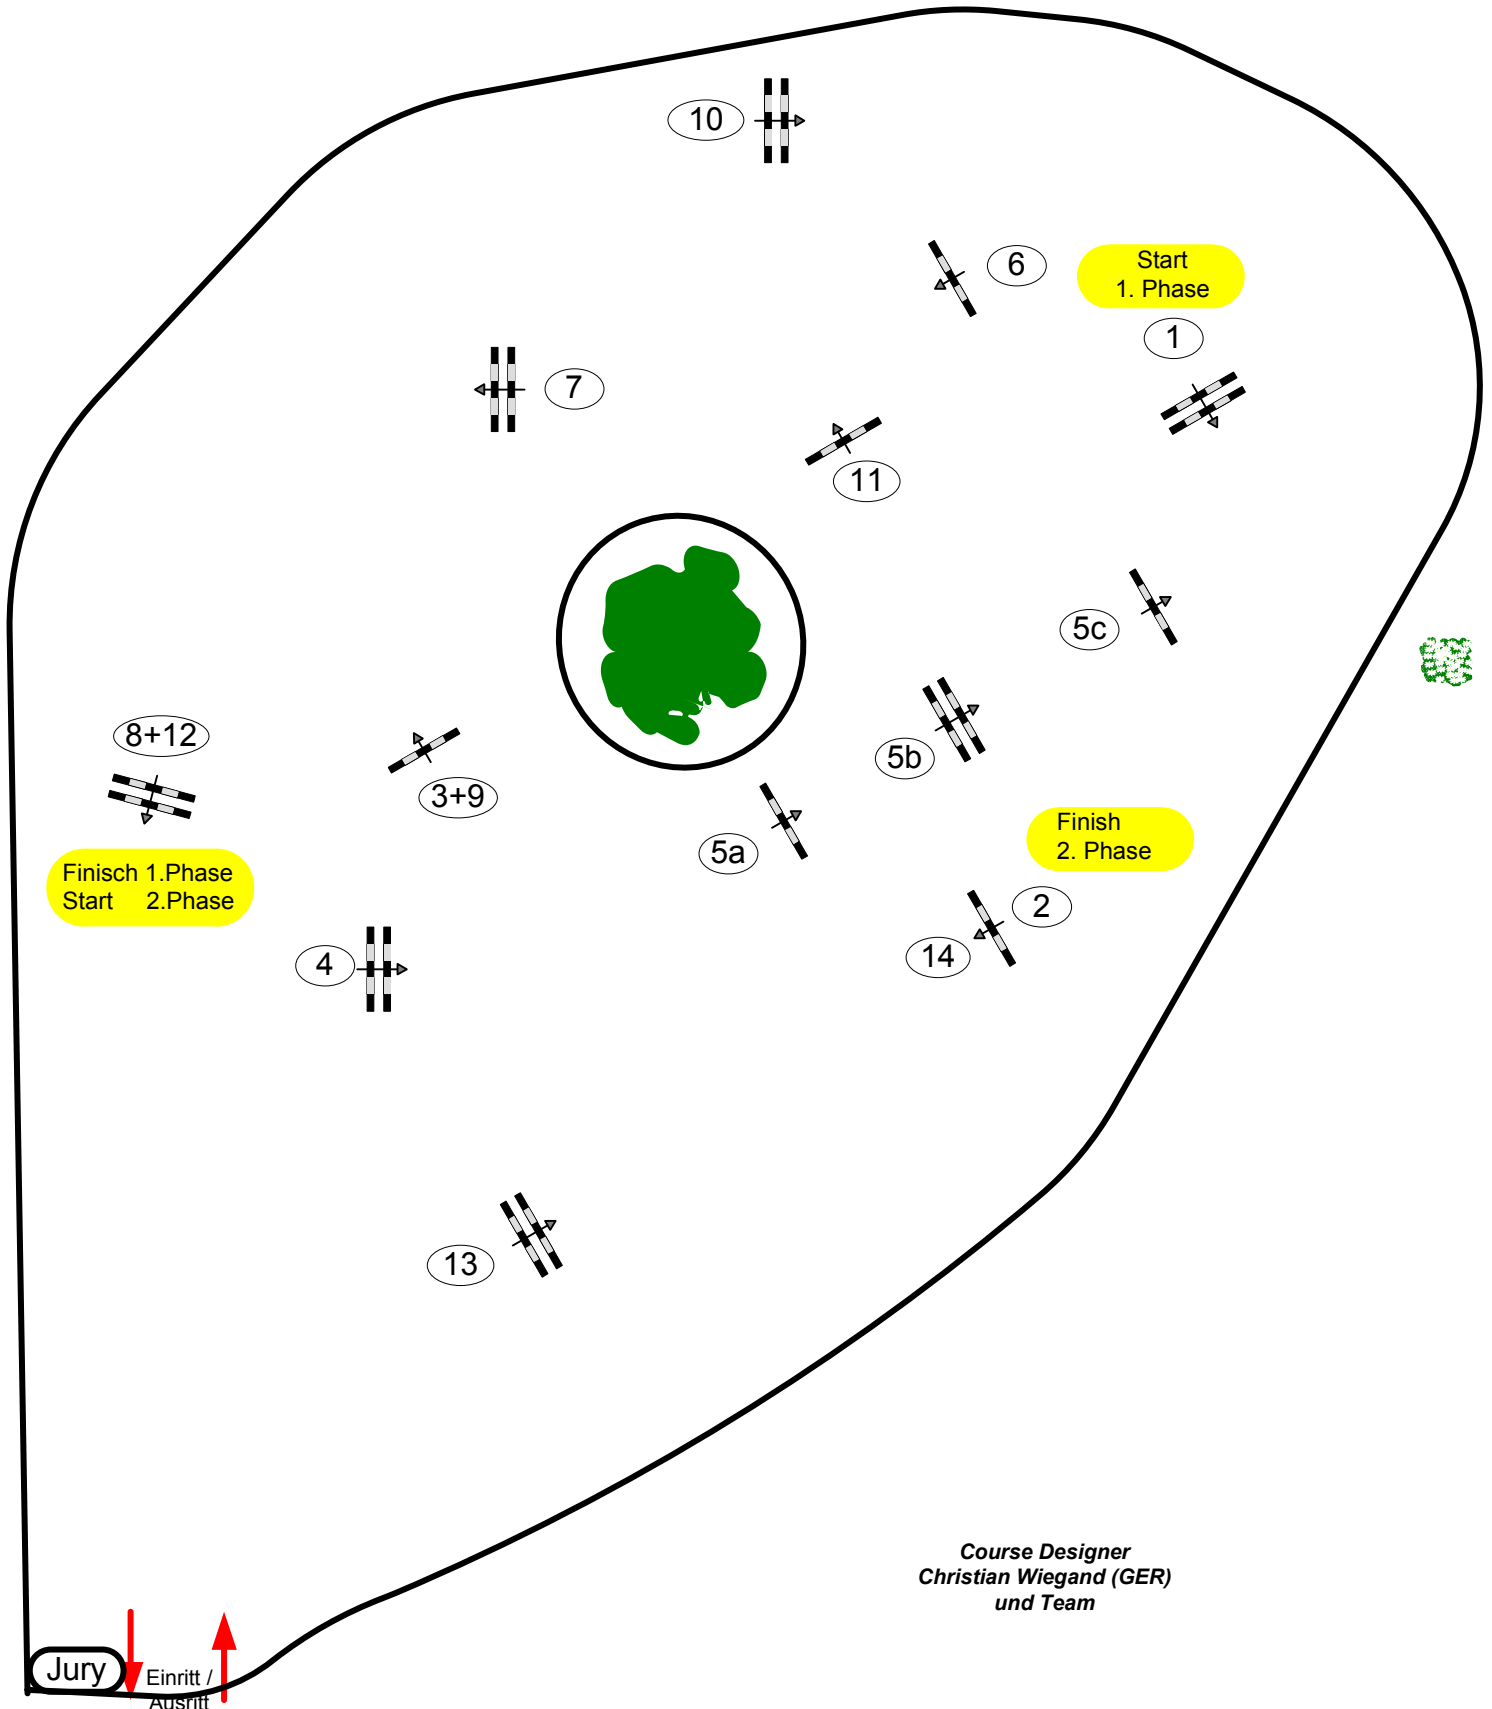 10
6
Start
1. Phase
1
7
11
5c
8+12
5b
3+9
Finish
2. Phase
5a
Finisch 1.Phase
Start 2.Phase
2
14
4
13
Course Designer
Christian Wiegand (GER)
und Team
Jury
Einritt /
Ausritt